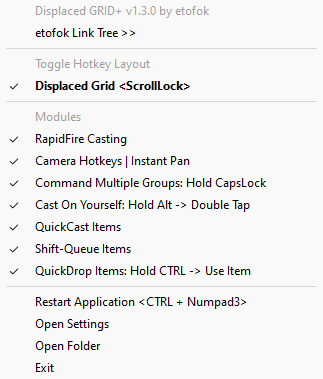 Displaced GRID+ v1.3.0 by etofok
etofok Link Tree >>
Toggle Hotkey Layout
Displaced Grid <ScrollLock>
Modules
RapidFire Casting
Camera Hotkeys | Instant Pan
Command Multiple Groups: Hold CapsLock
Cast On Yourself: Hold Alt -> Double Tap
QuickCast Items
Shift-Queue Items
QuickDrop Items: Hold CTRL -> Use Item
Restart Application <CTRL + Numpad3>
Open Settings
Open Folder
Exit